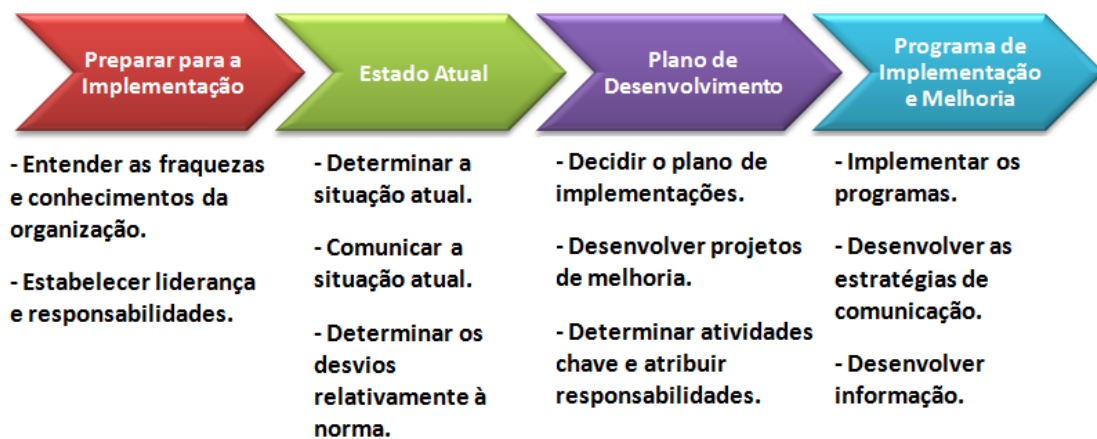 Preparar para a
Implementação
- Entender as fraquezas
e conhecimentos da
organização.
- Estabelecer liderança
e responsabilidades.
Estado Atual
- Determinar a
situação atual.
- Comunicar a
situação atual.
- Determinar os
desvios
relativamente à
norma.
Plano de
Desenvolvimento
- Decidir o plano de
implementações.
- Desenvolver projetos
de melhoria.
- Determinar atividades
chave e atribuir
responsabilidades.
Programa de
Implementação
e Melhoria
- Implementar os
programas.
- Desenvolver as
estratégias de
comunicação.
- Desenvolver
informação.